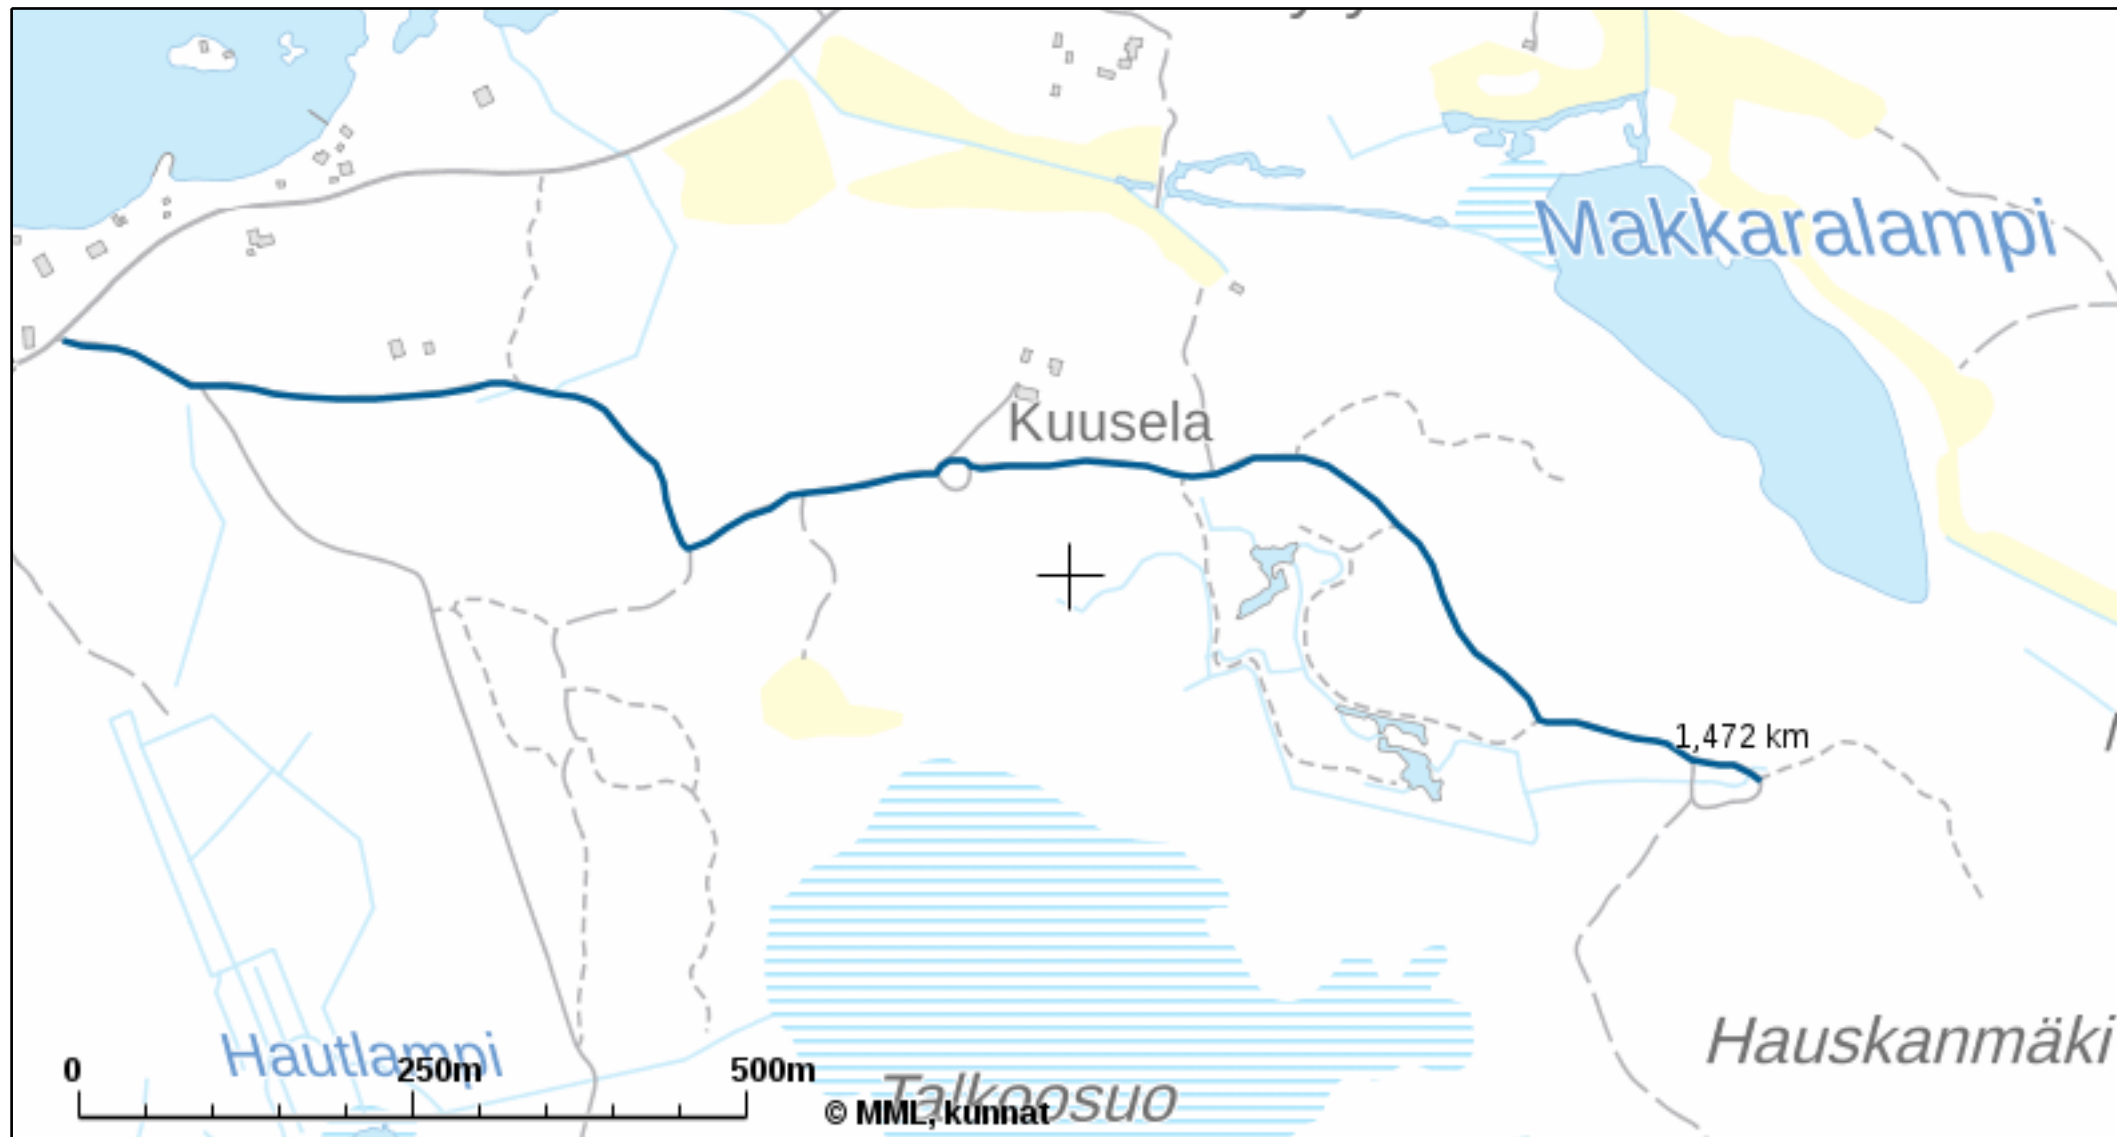 Makkaralampi
Kuusela
1,472 km
Hautlampi
Hauskanmäki
0 250m 500m
Talkoosuo
© MML, kunnat